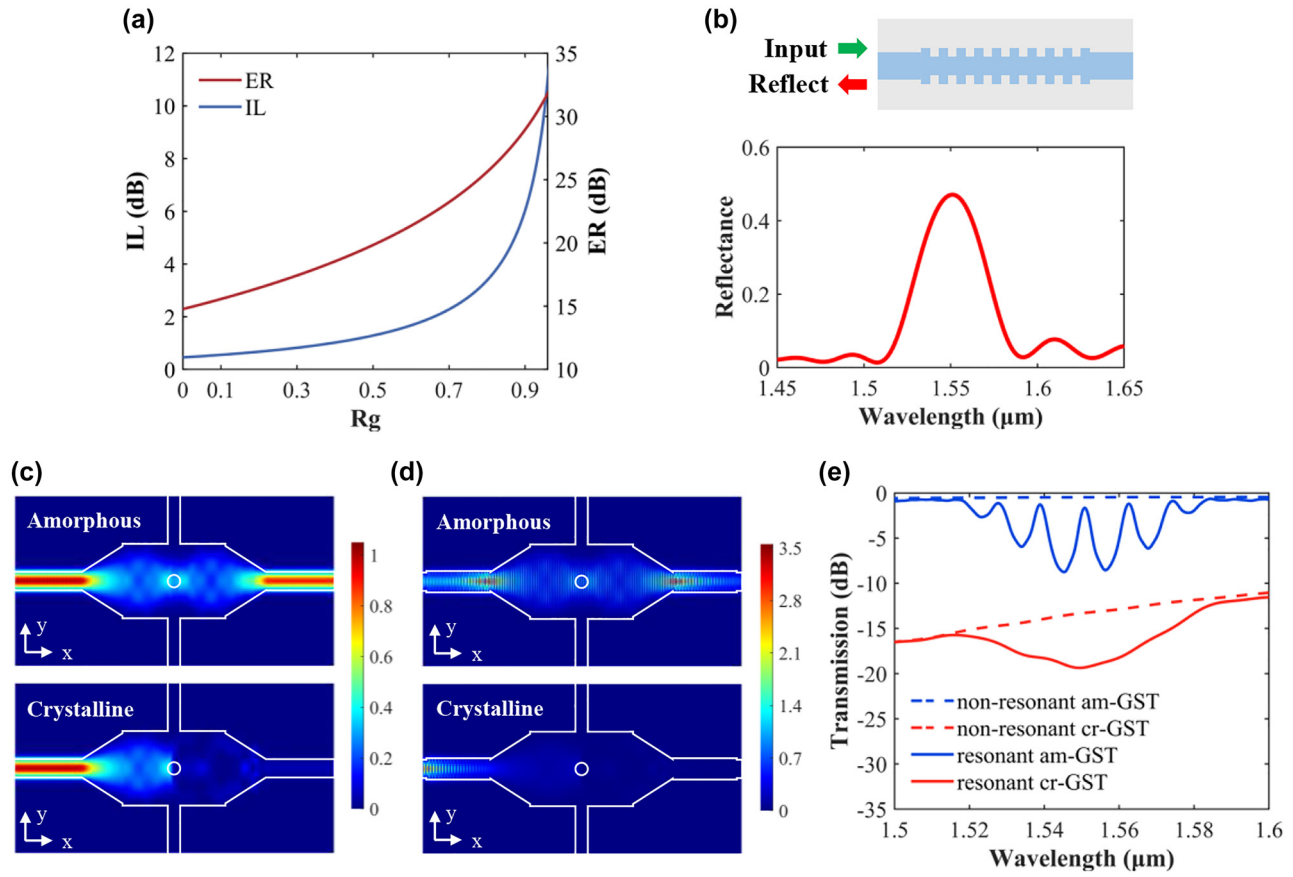 (a)
12
10
8
6
4
2
0
IL (dB)
ER
IL
35
30
25
20
15
10
ER (dB)
0 0.1 0.3 0.5 0.7 0.9
Rg
(b)
Input
Reflect
0.6
0.4
0.2
0
Reflectance
1.45 1.5 1.55 1.6 1.65
Wavelength (μm)
(c)
Amorphous
y
x
Crystalline
y
x
1
0.8
0.6
0.4
0.2
0
(d)
Amorphous
y
x
Crystalline
y
x
3.5
2.8
2.1
1.4
0.7
0
(e)
0
-5
-10
-15
-20
-25
-30
-35
Transmission (dB)
non-resonant am-GST
non-resonant cr-GST
resonant am-GST
resonant cr-GST
1.5 1.52 1.54 1.56 1.58 1.6
Wavelength (μm)